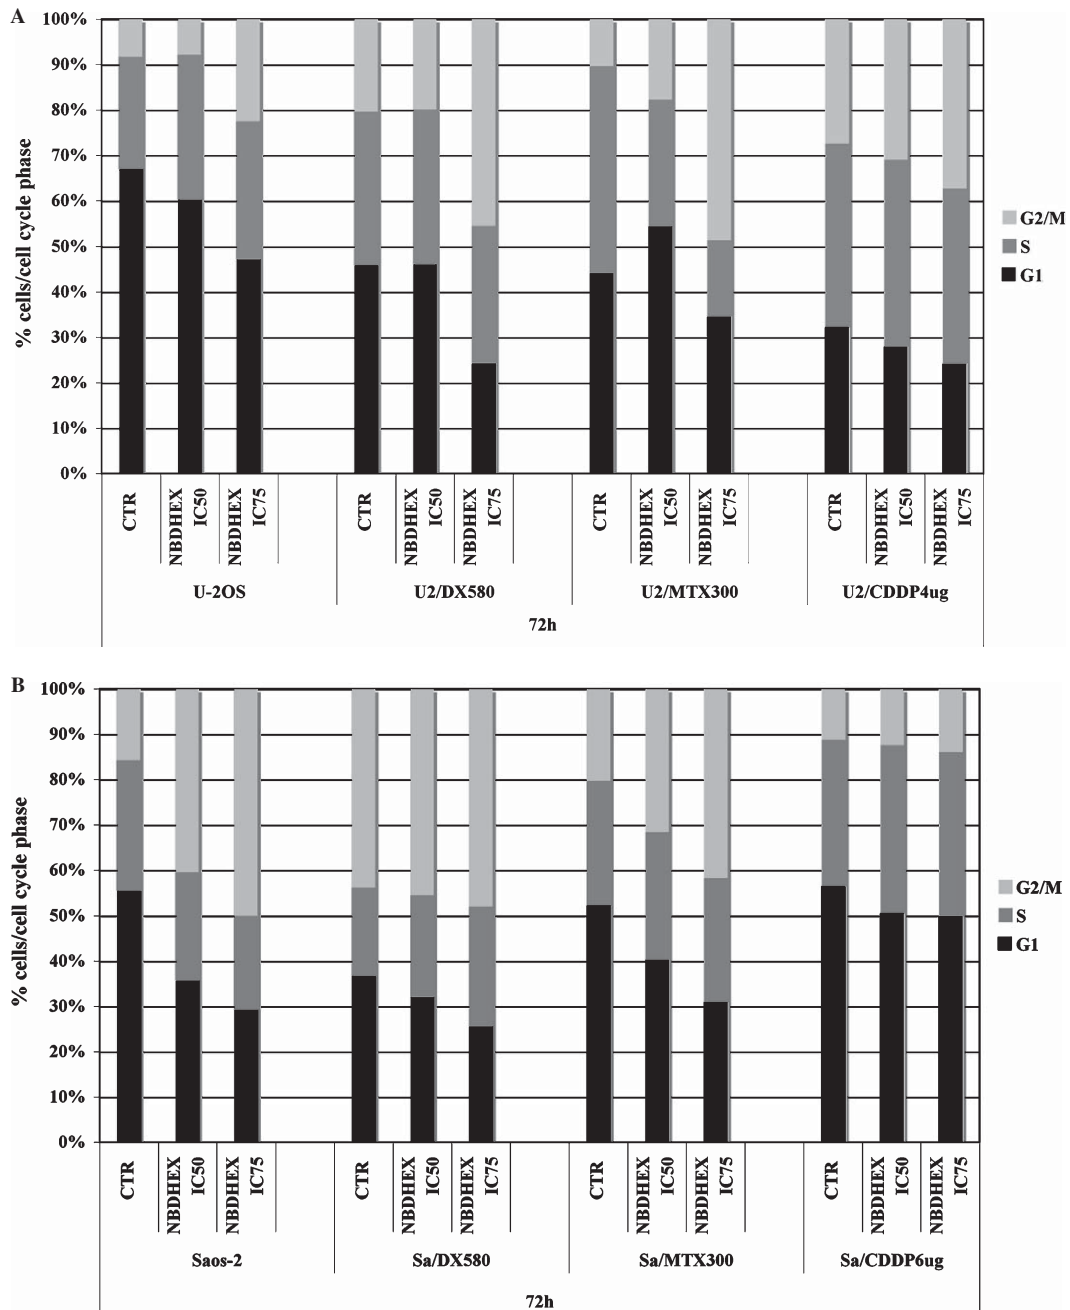 A
100%
90%
80%
70%
60%
50%
40%
30%
20%
10%
0%
% cells/cell cycle phase
G2/M
S
G1
CTR
NBDHEX
IC50
NBDHEX
IC75
CTR
NBDHEX
IC50
NBDHEX
IC75
CTR
NBDHEX
IC50
NBDHEX
IC75
CTR
NBDHEX
IC50
NBDHEX
IC75
U-2OS
U2/DX580
U2/MTX300
U2/CDDP4ug
72h
B
100%
90%
80%
70%
60%
50%
40%
30%
20%
10%
0%
% cells/cell cycle phase
G2/M
S
G1
CTR
NBDHEX
IC50
NBDHEX
IC75
CTR
NBDHEX
IC50
NBDHEX
IC75
CTR
NBDHEX
IC50
NBDHEX
IC75
CTR
NBDHEX
IC50
NBDHEX
IC75
Saos-2
Sa/DX580
Sa/MTX300
Sa/CDDP6ug
72h